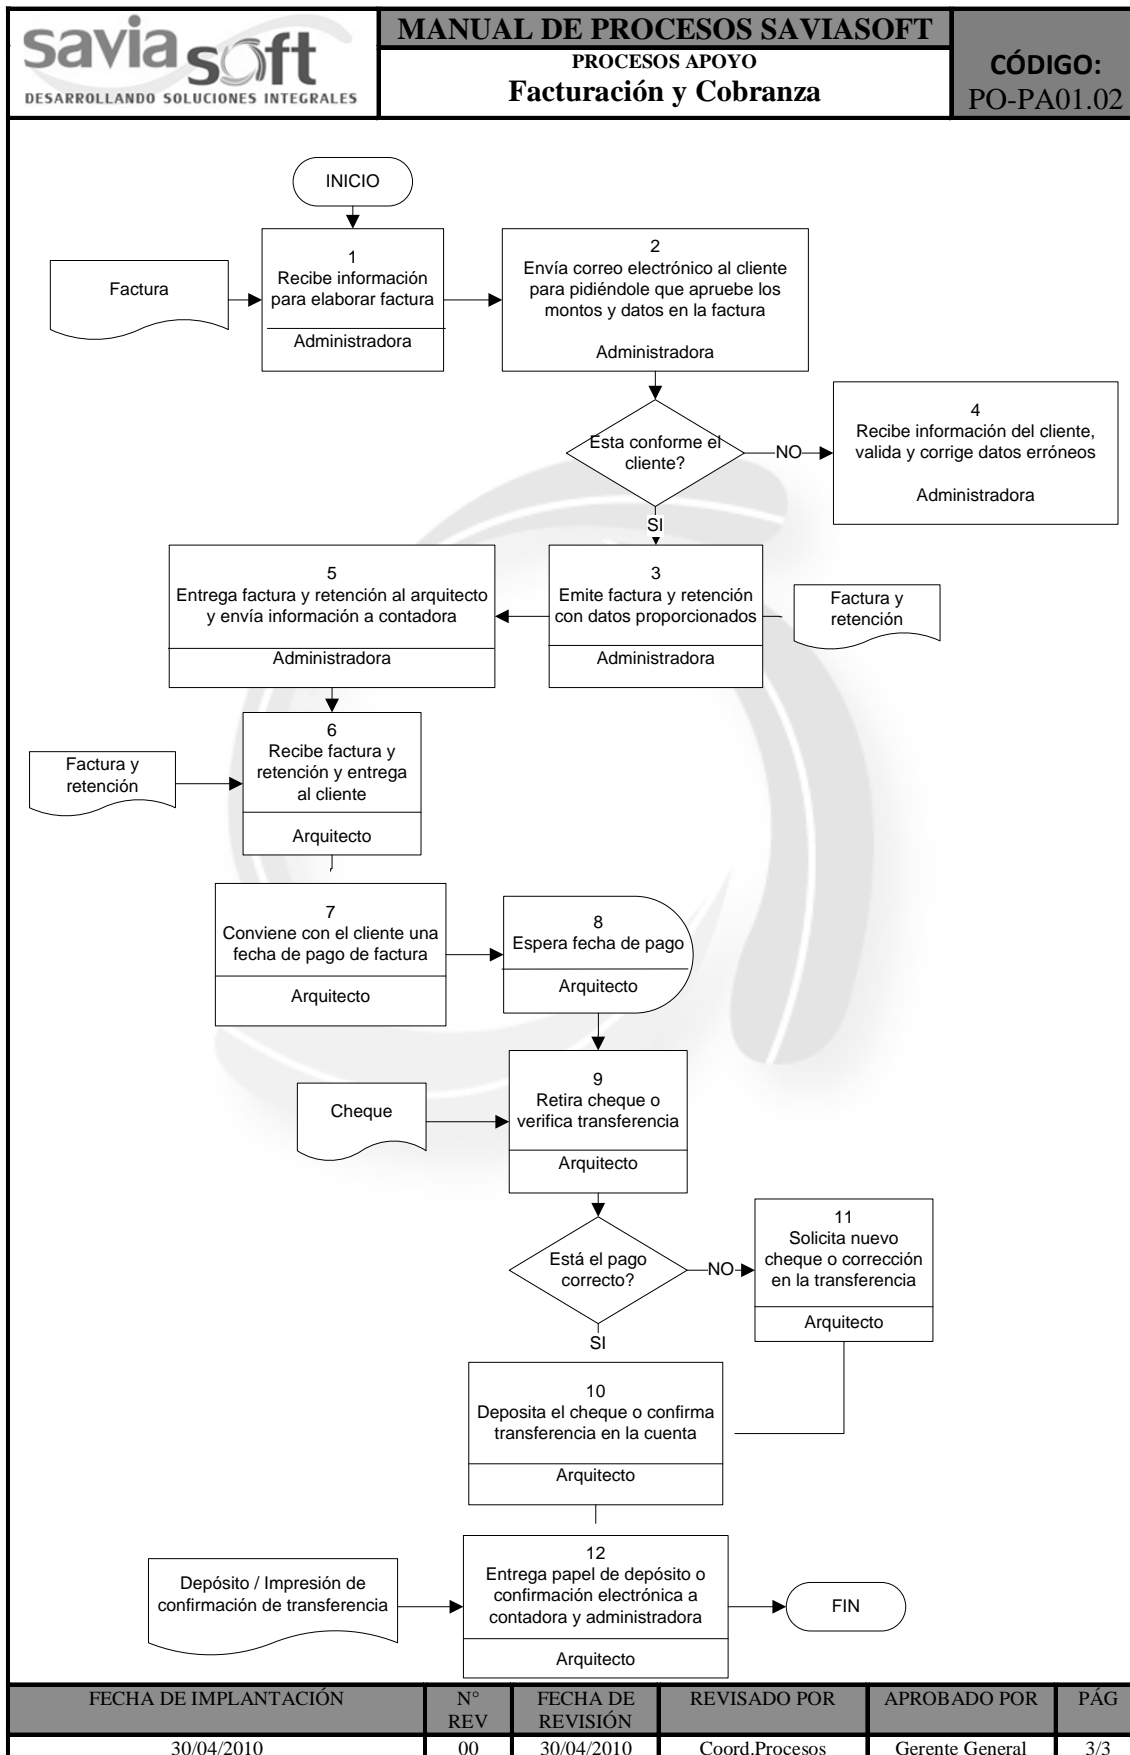 savia soft
DESARROLLANDO SOLUCIONES INTEGRALES
MANUAL DE PROCESOS SAVIASOFT
PROCESOS APOYO
Facturación y Cobranza
CÓDIGO:
PO-PA01.02
INICIO
Factura
1
Recibe información
para elaborar factura
Administradora
2
Envía correo electrónico al cliente
para pidiéndole que apruebe los
montos y datos en la factura
Administradora
Esta conforme el
cliente?
NO
4
Recibe información del cliente,
valida y corrige datos erróneos
Administradora
SI
5
Entrega factura y retención al arquitecto
y envía información a contadora
Administradora
3
Emite factura y retención
con datos proporcionados
Administradora
Factura y
retención
Factura y
retención
6
Recibe factura y
retención y entrega
al cliente
Arquitecto
7
Conviene con el cliente una
fecha de pago de factura
Arquitecto
8
Espera fecha de pago
Arquitecto
Cheque
9
Retira cheque o
verifica transferencia
Arquitecto
Está el pago
correcto?
NO
11
Solicita nuevo
cheque o corrección
en la transferencia
Arquitecto
SI
10
Deposita el cheque o confirma
transferencia en la cuenta
Arquitecto
Depósito / Impresión de
confirmación de transferencia
12
Entrega papel de depósito o
confirmación electrónica a
contadora y administradora
Arquitecto
FIN
FECHA DE IMPLANTACIÓN
N°
REV
FECHA DE
REVISIÓN
REVISADO POR
APROBADO POR
PÁG
30/04/2010
00
30/04/2010
Coord.Procesos
Gerente General
3/3